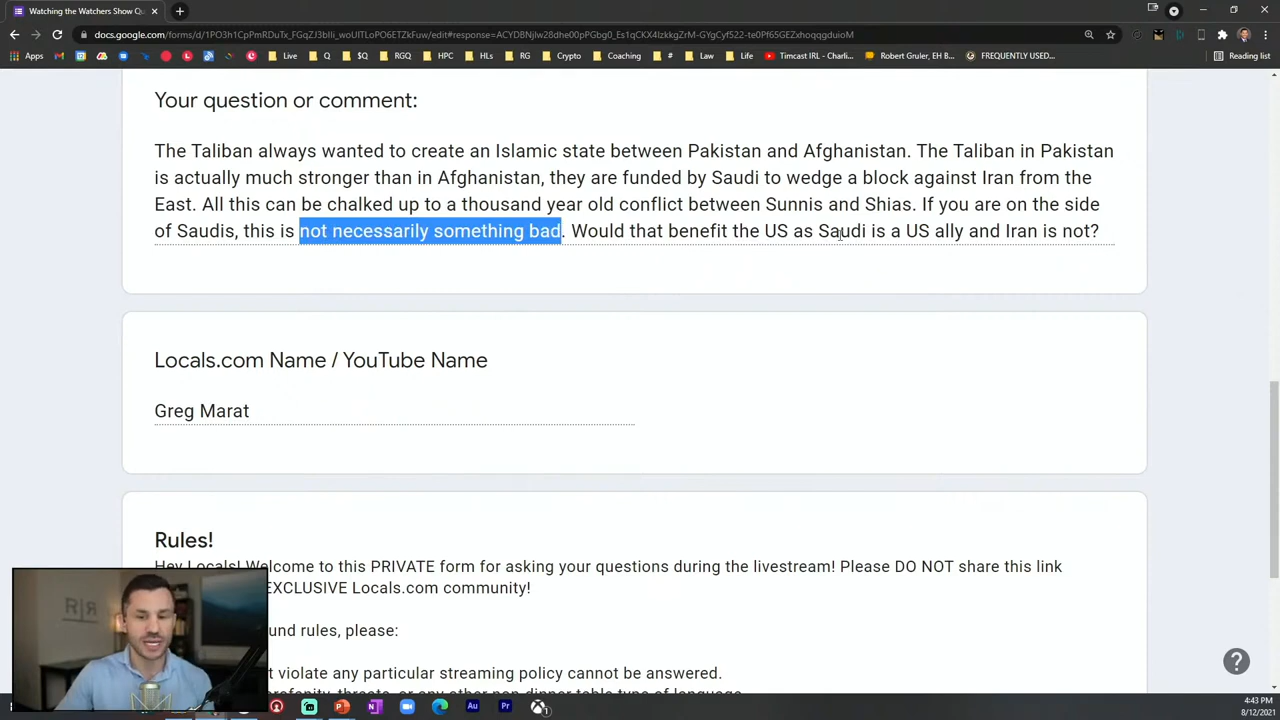 Watching the Watchers Show Qu
docs.google.com/forms/d/
Apps
Live
Q
$Q
RGQ
HPC
HLs
RG
Crypto
Coaching
Law
Life
Timcast IRL - Charli...
Robert Gruler, EH B...
FREQUENTLY USED...
Reading list
Your question or comment:
The Taliban always wanted to create an Islamic state between Pakistan and Afghanistan. The Taliban in Pakistan
is actually much stronger than in Afghanistan, they are funded by Saudi to wedge a block against Iran from the
East. All this can be chalked up to a thousand year old conflict between Sunnis and Shias. If you are on the side
of Saudis, this is not necessarily something bad. Would that benefit the US as Saudi is a US ally and Iran is not?
Locals.com Name / YouTube Name
Greg Marat
Rules!
Hey Locals! Welcome to this PRIVATE form for asking your questions during the livestream! Please DO NOT share this link
EXCLUSIVE Locals.com community!
und rules, please:
t violate any particular streaming policy cannot be answered.
R|R
4:43 PM
8/12/2021